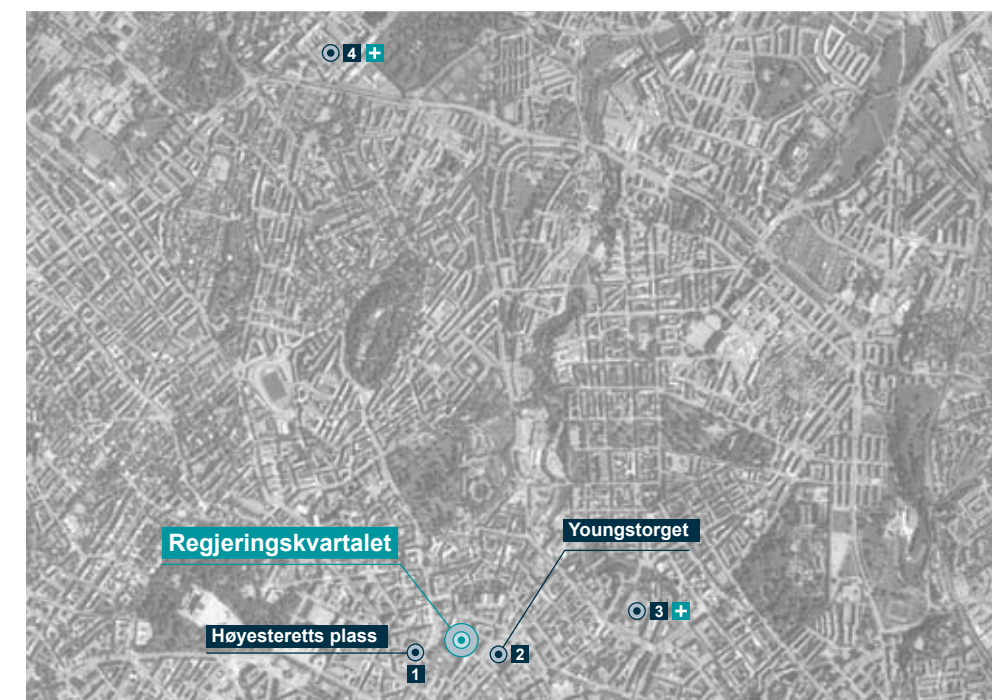 4 +
Regjeringskvartalet
Youngstorget
3 +
Høyesteretts plass
1
2